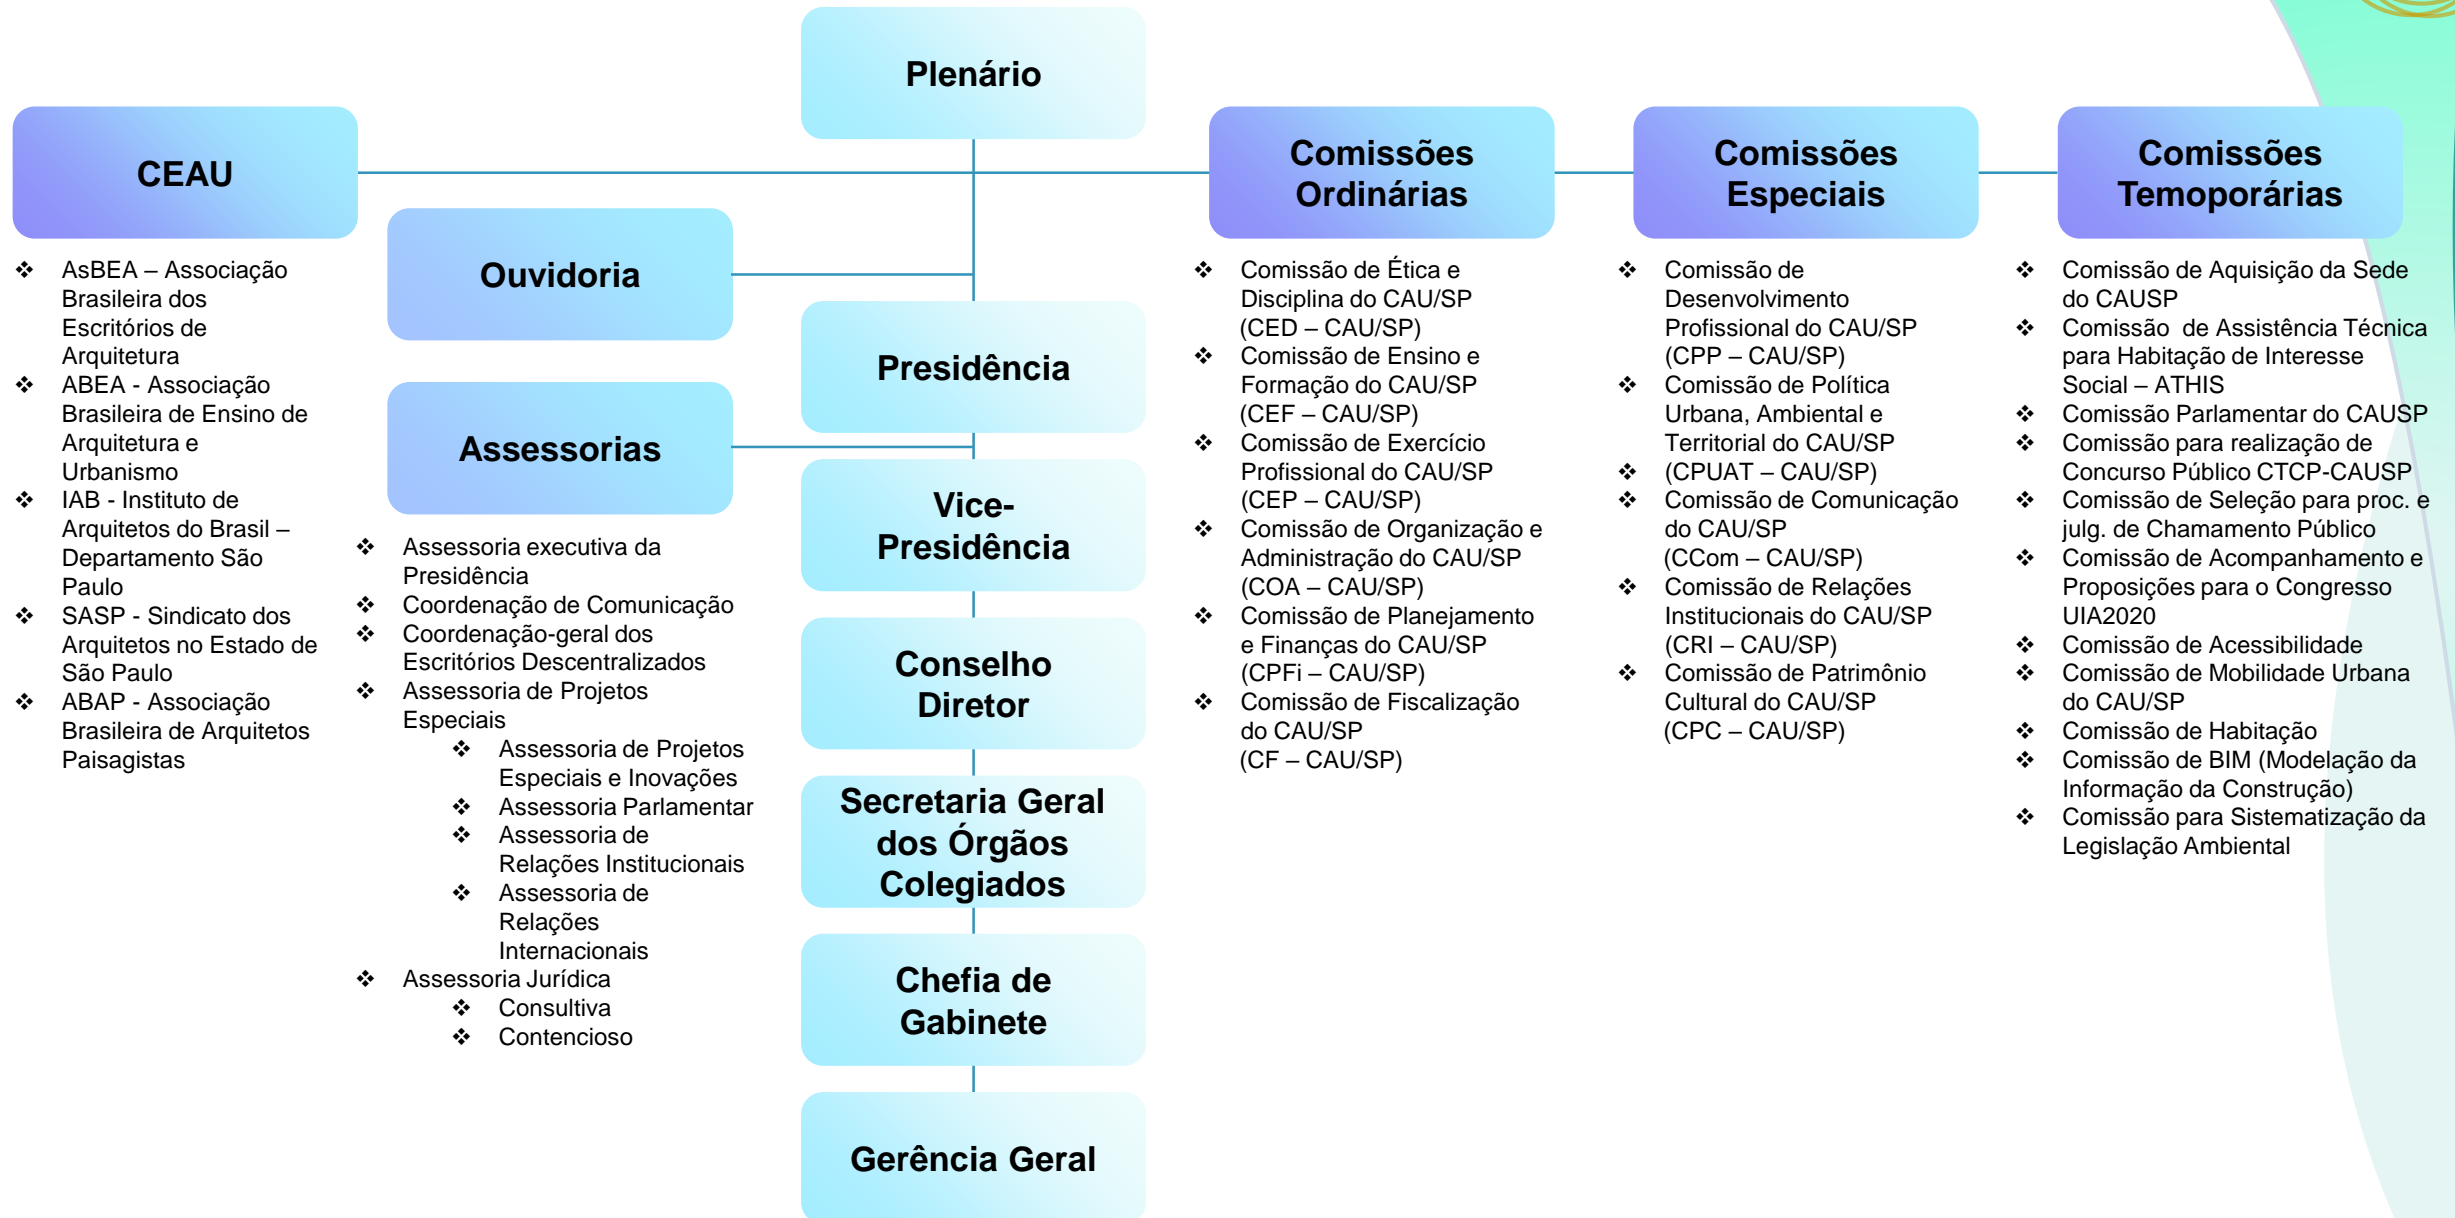 Plenário
CEAU
❖ AsBEA – Associação
Brasileira dos
Escritórios de
Arquitetura
❖ ABEA - Associação
Brasileira de Ensino de
Arquitetura e
Urbanismo
❖ IAB - Instituto de
Arquitetos do Brasil –
Departamento São
Paulo
❖ SASP - Sindicato dos
Arquitetos no Estado de
São Paulo
❖ ABAP - Associação
Brasileira de Arquitetos
Paisagistas
Ouvidoria
Assessorias
❖ Assessoria executiva da
Presidência
❖ Coordenação de Comunicação
❖ Coordenação-geral dos
Escritórios Descentralizados
❖ Assessoria de Projetos
Especiais
❖ Assessoria de Projetos
Especiais e Inovações
❖ Assessoria Parlamentar
❖ Assessoria de
Relações Institucionais
❖ Assessoria de
Relações
Internacionais
❖ Assessoria Jurídica
❖ Consultiva
❖ Contencioso
Presidência
Vice-
Presidência
Conselho
Diretor
Secretaria Geral
dos Órgãos
Colegiados
Chefia de
Gabinete
Gerência Geral
Comissões
Ordinárias
❖ Comissão de Ética e
Disciplina do CAU/SP
(CED – CAU/SP)
❖ Comissão de Ensino e
Formação do CAU/SP
(CEF – CAU/SP)
❖ Comissão de Exercício
Profissional do CAU/SP
(CEP – CAU/SP)
❖ Comissão de Organização e
Administração do CAU/SP
(COA – CAU/SP)
❖ Comissão de Planejamento
e Finanças do CAU/SP
(CPFi – CAU/SP)
❖ Comissão de Fiscalização
do CAU/SP
(CF – CAU/SP)
Comissões
Especiais
❖ Comissão de
Desenvolvimento
Profissional do CAU/SP
(CPP – CAU/SP)
❖ Comissão de Política
Urbana, Ambiental e
Territorial do CAU/SP
❖ (CPUAT – CAU/SP)
❖ Comissão de Comunicação
do CAU/SP
(CCom – CAU/SP)
❖ Comissão de Relações
Institucionais do CAU/SP
(CRI – CAU/SP)
❖ Comissão de Patrimônio
Cultural do CAU/SP
(CPC – CAU/SP)
Comissões
Temoporárias
❖ Comissão de Aquisição da Sede
do CAUSP
❖ Comissão de Assistência Técnica
para Habitação de Interesse
Social – ATHIS
❖ Comissão Parlamentar do CAUSP
❖ Comissão para realização de
Concurso Público CTCP-CAUSP
❖ Comissão de Seleção para proc. e
julg. de Chamamento Público
❖ Comissão de Acompanhamento e
Proposições para o Congresso
UIA2020
❖ Comissão de Acessibilidade
❖ Comissão de Mobilidade Urbana
do CAU/SP
❖ Comissão de Habitação
❖ Comissão de BIM (Modelação da
Informação da Construção)
❖ Comissão para Sistematização da
Legislação Ambiental